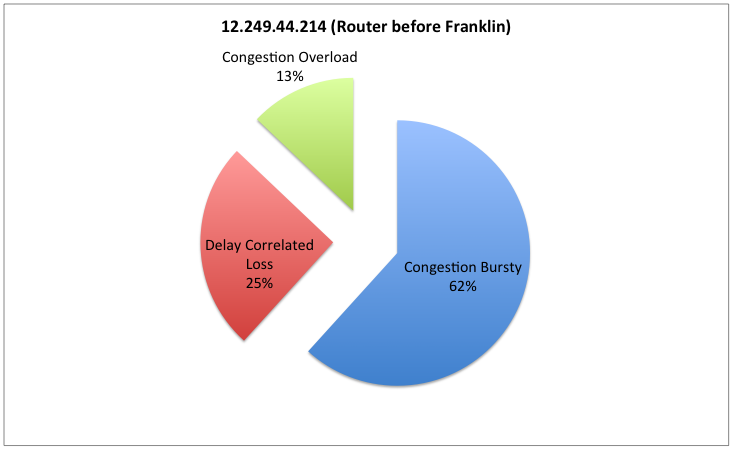 12.249.44.214 (Router before Franklin)
Congestion Overload
13%
Delay Correlated
Loss
25%
Congestion Bursty
62%